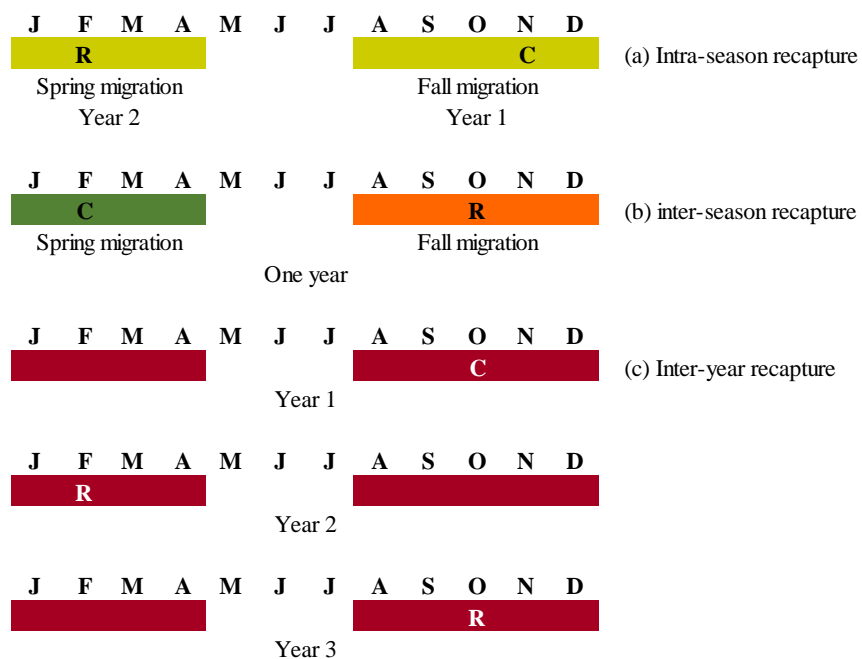 J F M A M J J A S O N D
R C (a) Intra-season recapture
Spring migration Fall migration
Year 2 Year 1
J F M A M J J A S O N D
C R (b) inter-season recapture
Spring migration Fall migration
One year
J F M A M J J A S O N D
C (c) Inter-year recapture
Year 1
J F M A M J J A S O N D
R
Year 2
J F M A M J J A S O N D
R
Year 3